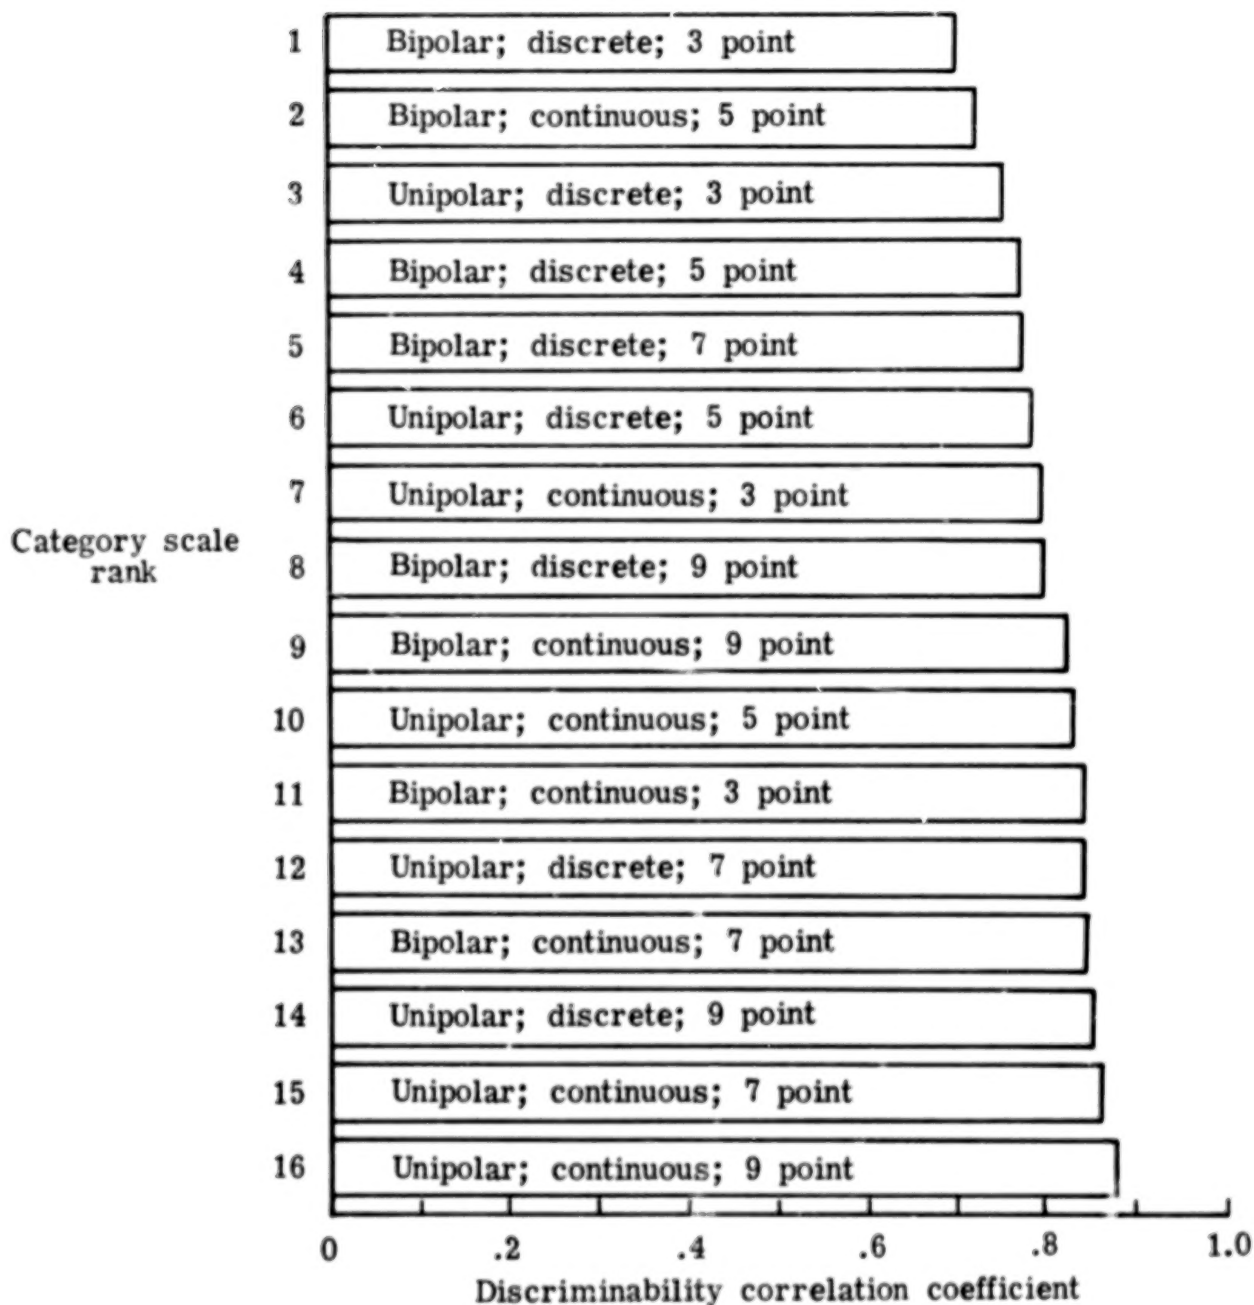 1 Bipolar; discrete; 3 point
2 Bipolar; continuous; 5 point
3 Unipolar; discrete; 3 point
4 Bipolar; discrete; 5 point
5 Bipolar; discrete; 7 point
6 Unipolar; discrete; 5 point
7 Unipolar; continuous; 3 point
Category scale
rank
8 Bipolar; discrete; 9 point
9 Bipolar; continuous; 9 point
10 Unipolar; continuous; 5 point
11 Bipolar; continuous; 3 point
12 Unipolar; discrete; 7 point
13 Bipolar; continuous; 7 point
14 Unipolar; discrete; 9 point
15 Unipolar; continuous; 7 point
16 Unipolar; continuous; 9 point
0 .2 .4 .6 .8 1.0
Discriminability correlation coefficient